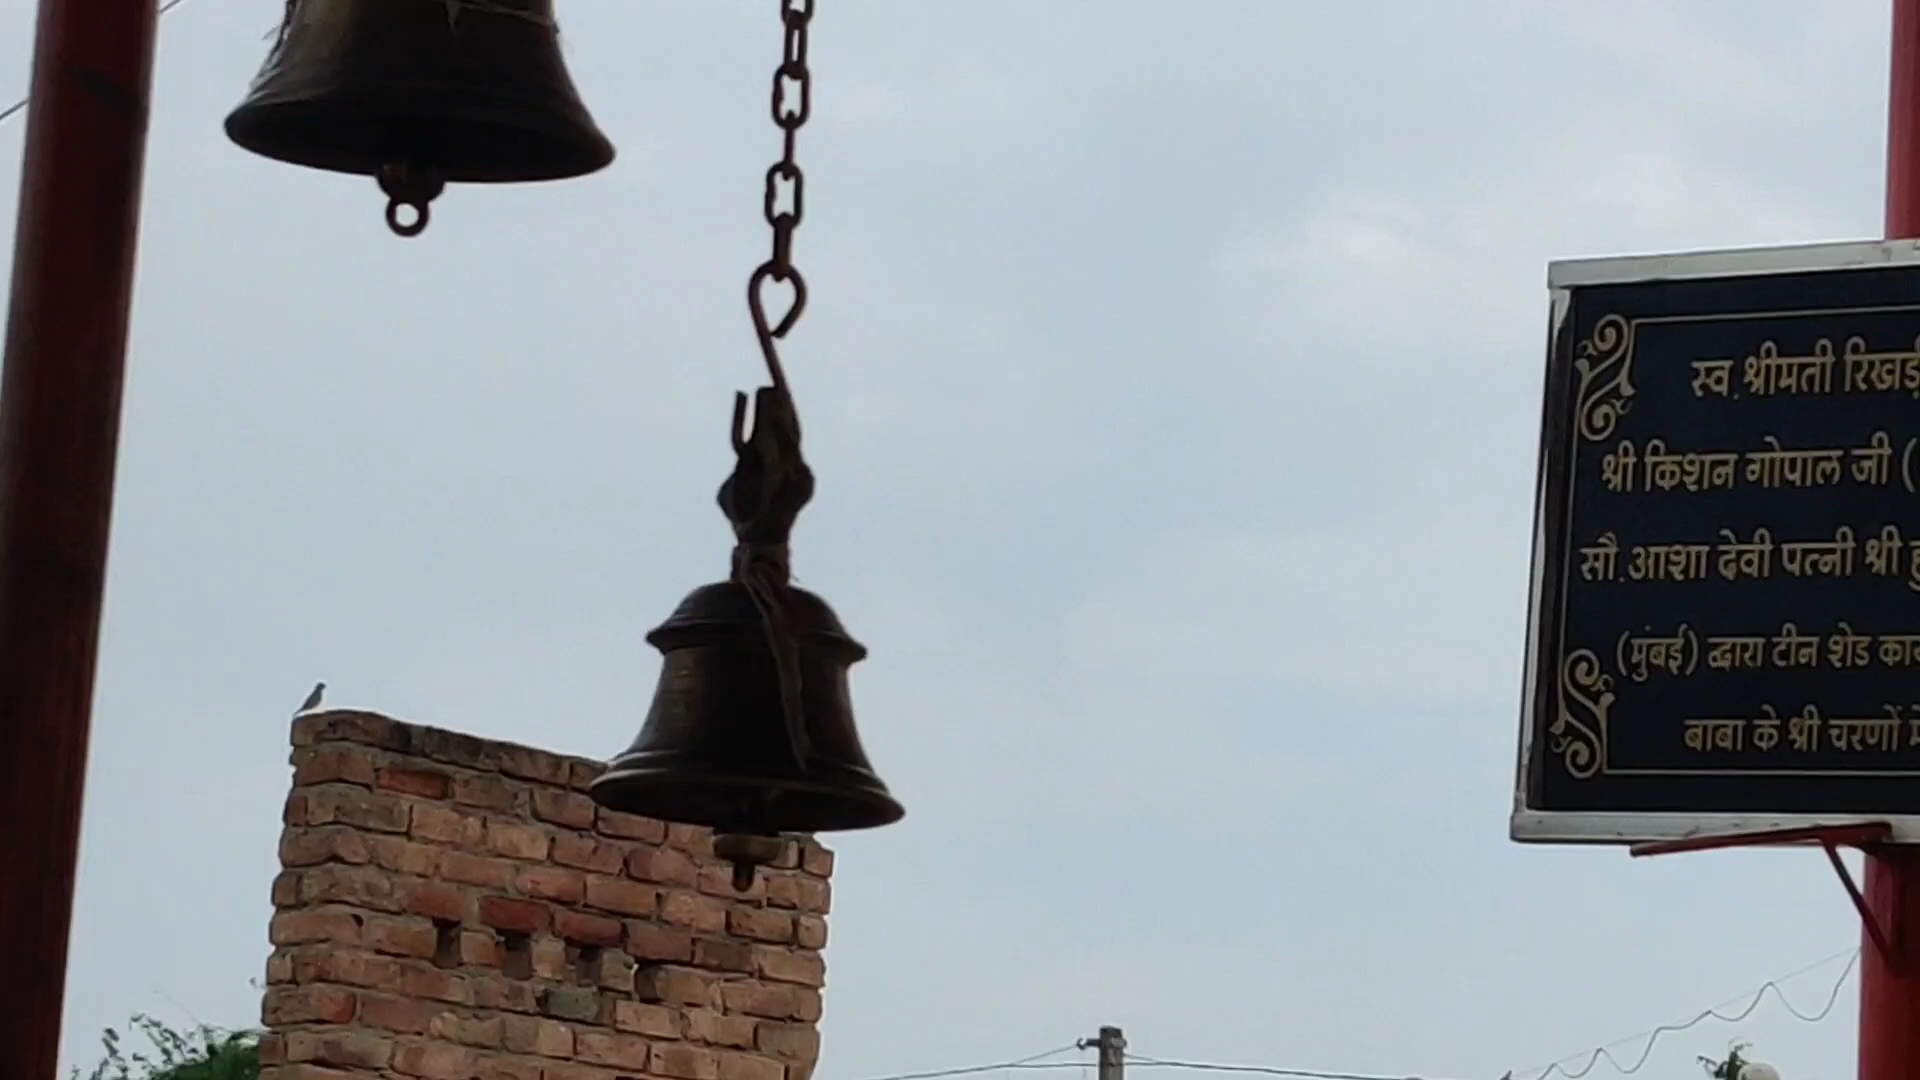 स्व. श्रीमती
श्री किशन गोपाल जी (
सौ. आशा देवी पत्नी श्री
(मुंबई) द्वारा टीन शेड
बाबा के श्री चरणों